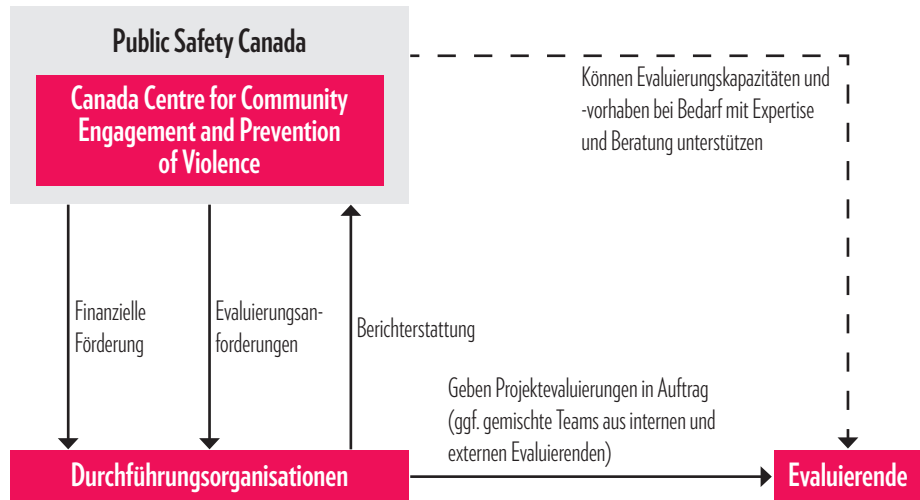 Public Safety Canada
Canada Centre for Community
Engagement and Prevention
of Violence
Können Evaluierungskapazitäten und
-vorhaben bei Bedarf mit Expertise
und Beratung unterstützen
Finanzielle
Förderung
Evaluierungsan-
forderungen
Berichterstattung
Geben Projektevaluierungen in Auftrag
(ggf. gemischte Teams aus internen und
externen Evaluierenden)
Durchführungsorganisationen
Evaluierende